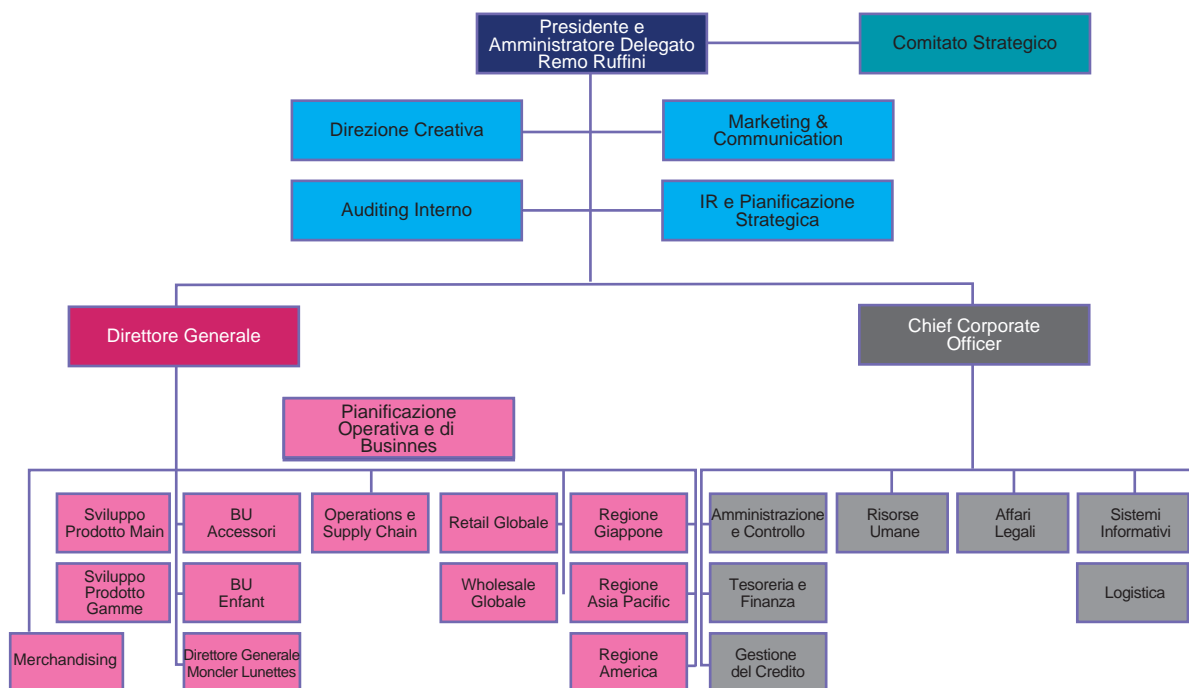 Presidente e
Amministratore Delegato
Remo Ruffini
Comitato Strategico
Direzione Creativa
Marketing &
Communication
Auditing Interno
IR e Pianificazione
Strategica
Direttore Generale
Chief Corporate
Officer
Pianificazione
Operativa e di
Businnes
Sviluppo
Prodotto Main
BU
Accessori
Operations e
Supply Chain
Retail Globale
Regione
Giappone
Amministrazione
e Controllo
Risorse
Umane
Affari
Legali
Sistemi
Informativi
Sviluppo
Prodotto
Gamme
BU
Enfant
Wholesale
Globale
Regione
Asia Pacific
Tesoreria e
Finanza
Logistica
Merchandising
Direttore Generale
Moncler Lunettes
Regione
America
Gestione
del Credito